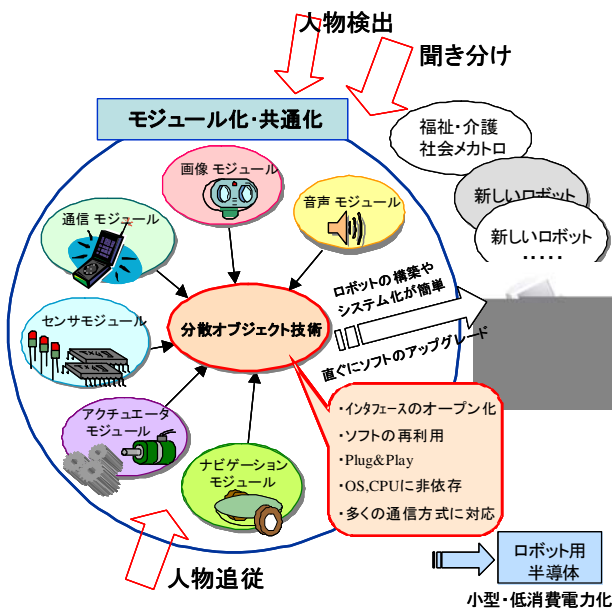 人物検出
聞き分け
モジュール化・共通化
福祉・介護
社会メカトロ
画像 モジュール
新しいロボット
音声 モジュール
通信 モジュール
新しいロボット
・・・・・
ロボットの構築や
システム化が簡単
センサモジュール
分散オブジェクト技術
直ぐにソフトのアップグレード
アクチュエータ
モジュール
・インタフェースのオープン化
・ソフトの再利用
・Plug&Play
・OS,CPUに非依存
・多くの通信方式に対応
ナビゲーション
モジュール
人物追従
ロボット用
半導体
小型・低消費電力化